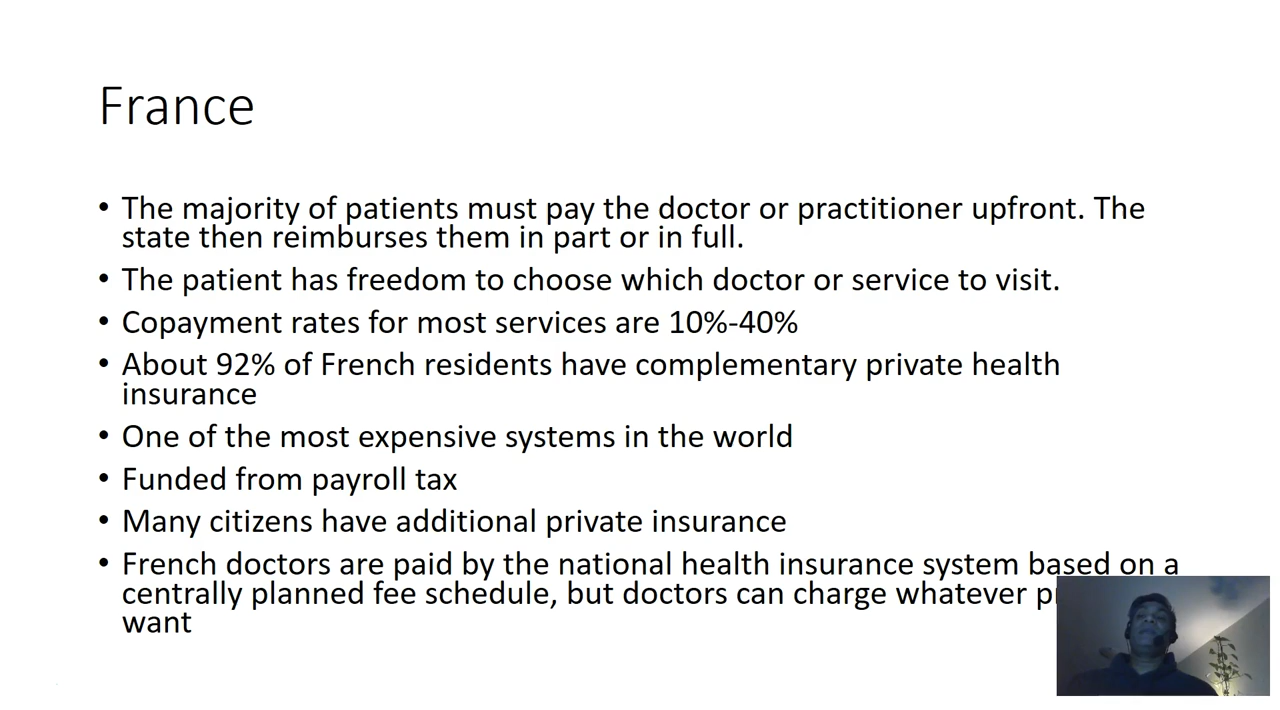 France
• The majority of patients must pay the doctor or practitioner upfront. The
state then reimburses them in part or in full.
• The patient has freedom to choose which doctor or service to visit.
• Copayment rates for most services are 10%-40%
• About 92% of French residents have complementary private health
insurance
• One of the most expensive systems in the world
• Funded from payroll tax
• Many citizens have additional private insurance
• French doctors are paid by the national health insurance system based on a
centrally planned fee schedule, but doctors can charge whatever
want